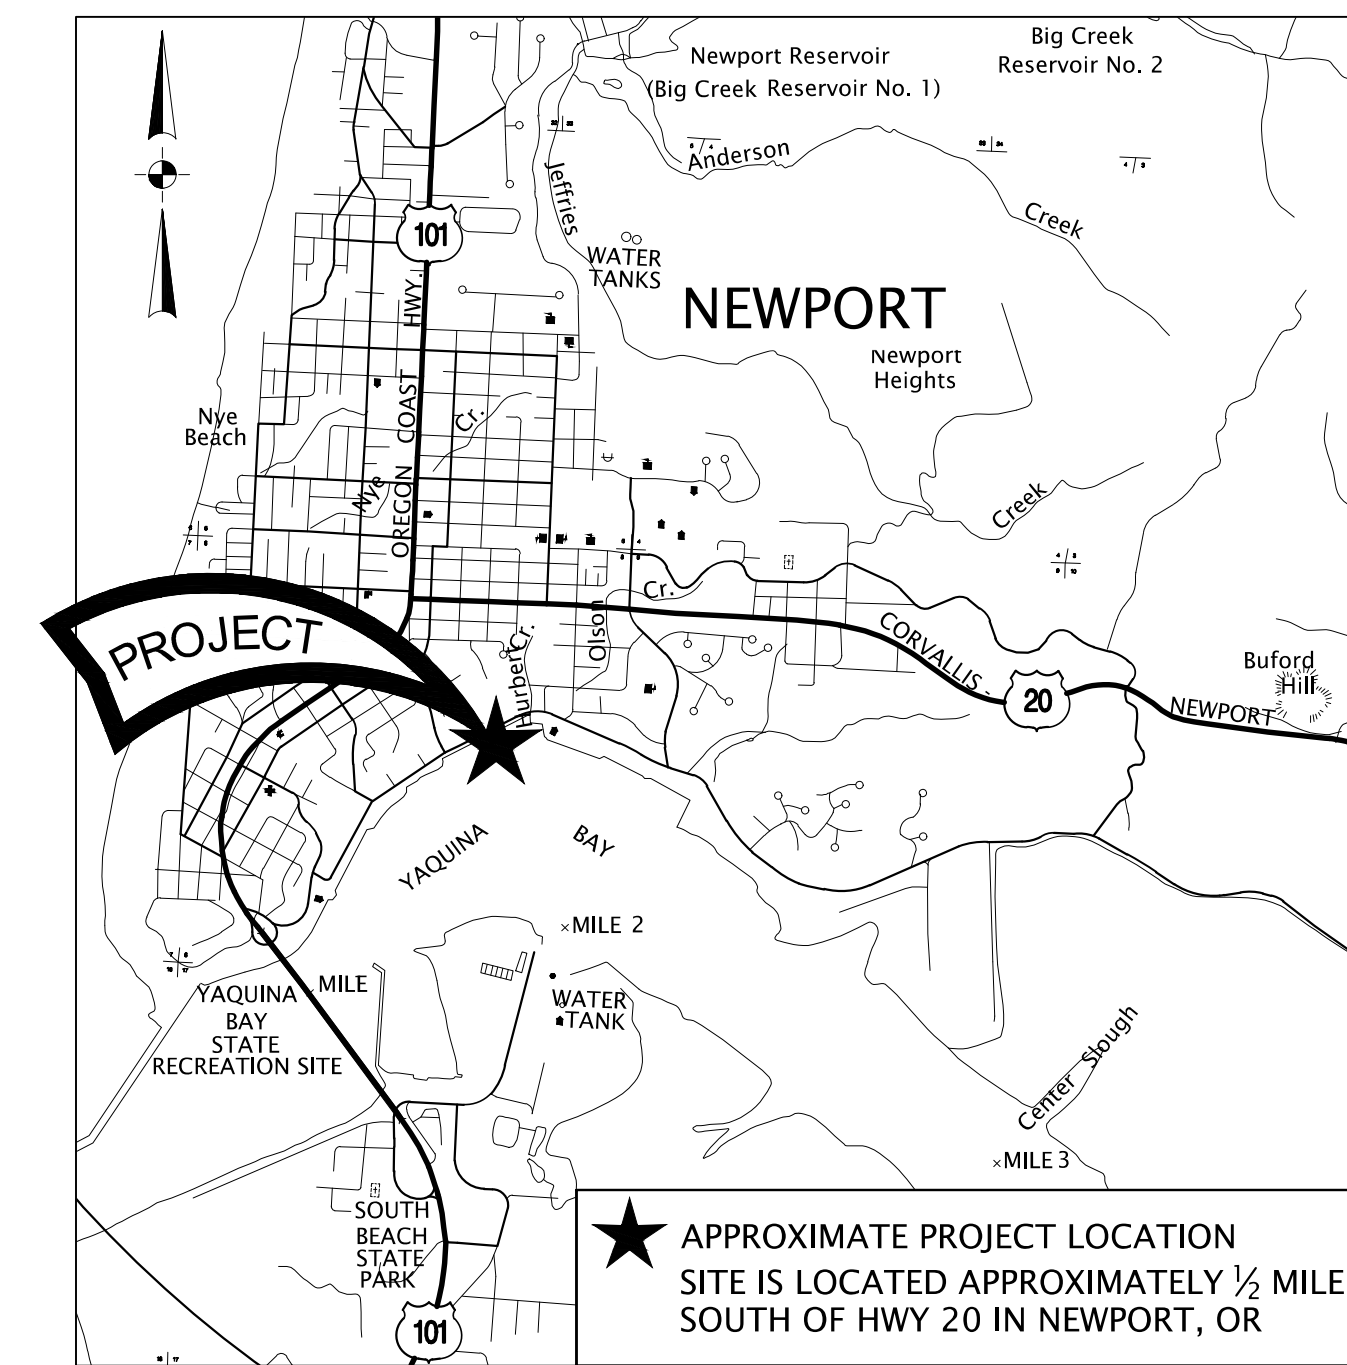 Newport Reservoir
(Big Creek Reservoir No. 1)
Big Creek
Reservoir No. 2
Anderson
Creek
Jeffries
101
WATER
TANKS
NEWPORT
Newport
Heights
OREGON COAST HWY.
Nye
Beach
Nye
Cr.
Creek
PROJECT
Hurbert Cr.
Olson
Cr.
CORVALLIS -
20
NEWPORT
Buford
Hill
YAQUINA
BAY
×MILE 2
YAQUINA
BAY
STATE
RECREATION SITE
MILE
WATER
TANK
Center Slough
×MILE 3
SOUTH
BEACH
STATE
PARK
101
APPROXIMATE PROJECT LOCATION
SITE IS LOCATED APPROXIMATELY ½ MILE
SOUTH OF HWY 20 IN NEWPORT, OR